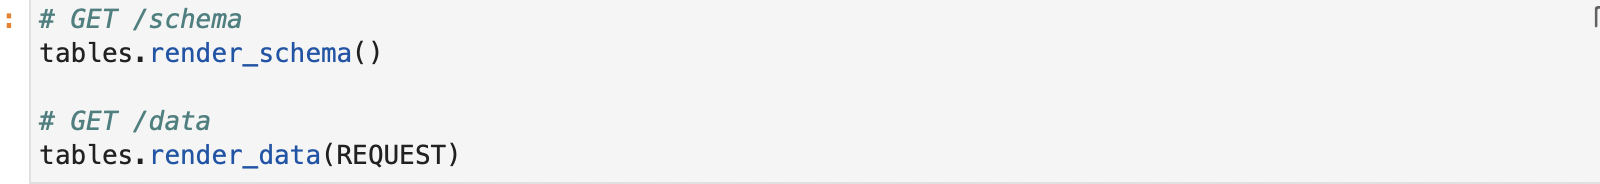 :
# GET /schema
tables.render_schema()
# GET /data
tables.render_data(REQUEST)